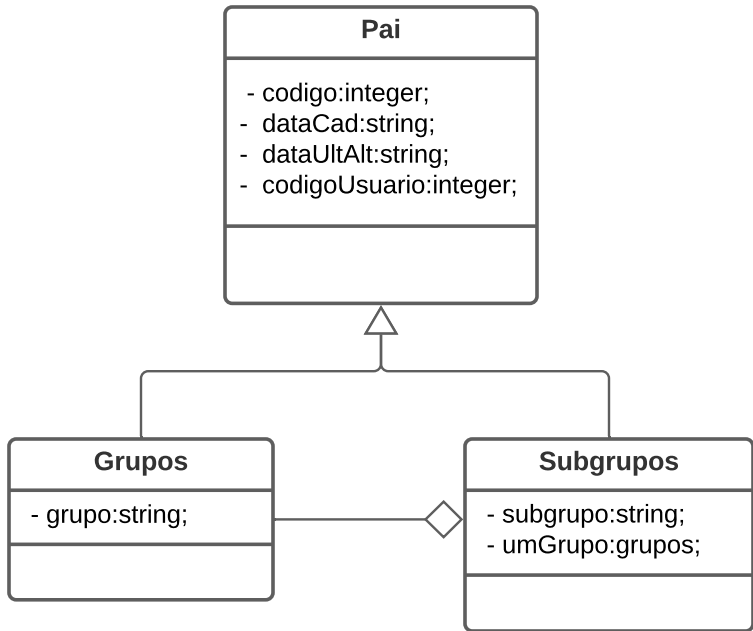 Pai
- codigo:integer;
- dataCad:string;
- dataUltAlt:string;
- codigoUsuario:integer;
Grupos
- grupo:string;
Subgrupos
- subgrupo:string;
- umGrupo:grupos;